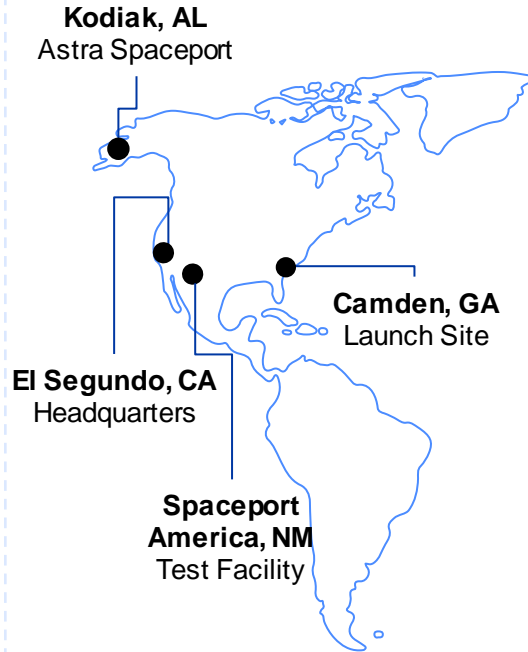 Kodiak, AL
Astra Spaceport
Camden, GA
Launch Site
El Segundo, CA
Headquarters
Spaceport
America, NM
Test Facility